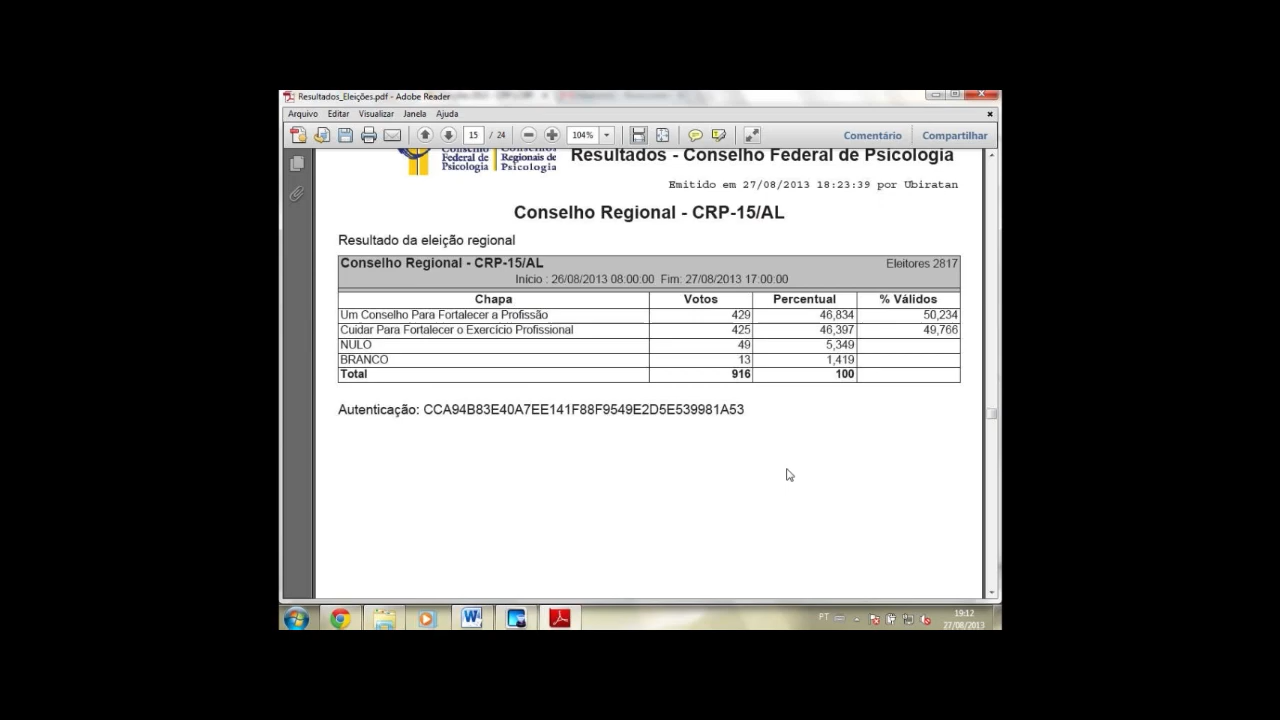 Resultados_Eleições.pdf - Adobe Reader
Arquivo Editar Visualizar Janela Ajuda
15 / 24 104% Comentário Compartilhar
Conselho Federal de Psicologia
Conselhos Regionais de Psicologia
Resultados - Conselho Federal de Psicologia
Emitido em 27/08/2013 18:23:39 por Ubiratan
Conselho Regional - CRP-15/AL
Resultado da eleição regional
Conselho Regional - CRP-15/AL Eleitores 2817
Início : 26/08/2013 08:00:00 Fim: 27/08/2013 17:00:00
Chapa Votos Percentual % Válidos
Um Conselho Para Fortalecer a Profissão 429 46,834 50,234
Cuidar Para Fortalecer o Exercício Profissional 425 46,397 49,766
NULO 49 5,349
BRANCO 13 1,419
Total 916 100
Autenticação: CCA94B83E40A7EE141F88F9549E2D5E539981A53
PT 19:12
27/08/2013